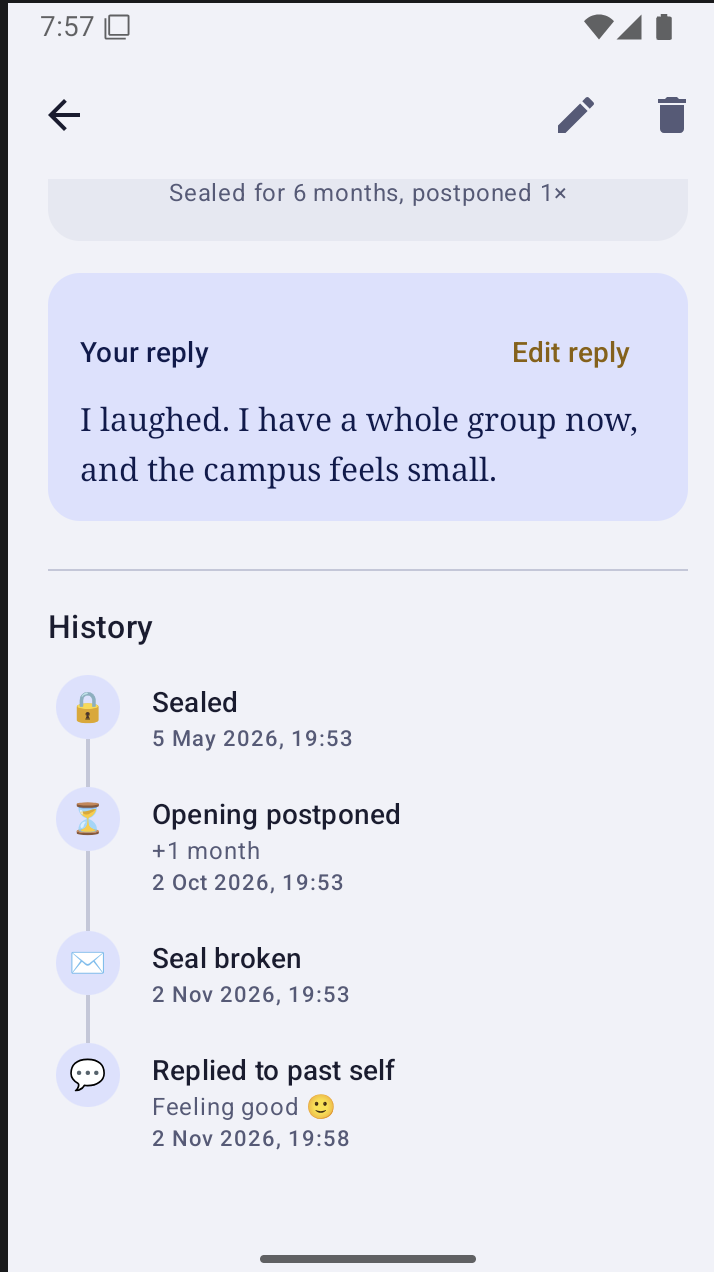 7:57
Sealed for 6 months, postponed 1×
Your reply
Edit reply
I laughed. I have a whole group now,
and the campus feels small.
History
Sealed
5 May 2026, 19:53
Opening postponed
+1 month
2 Oct 2026, 19:53
Seal broken
2 Nov 2026, 19:53
Replied to past self
Feeling good 🙂
2 Nov 2026, 19:58